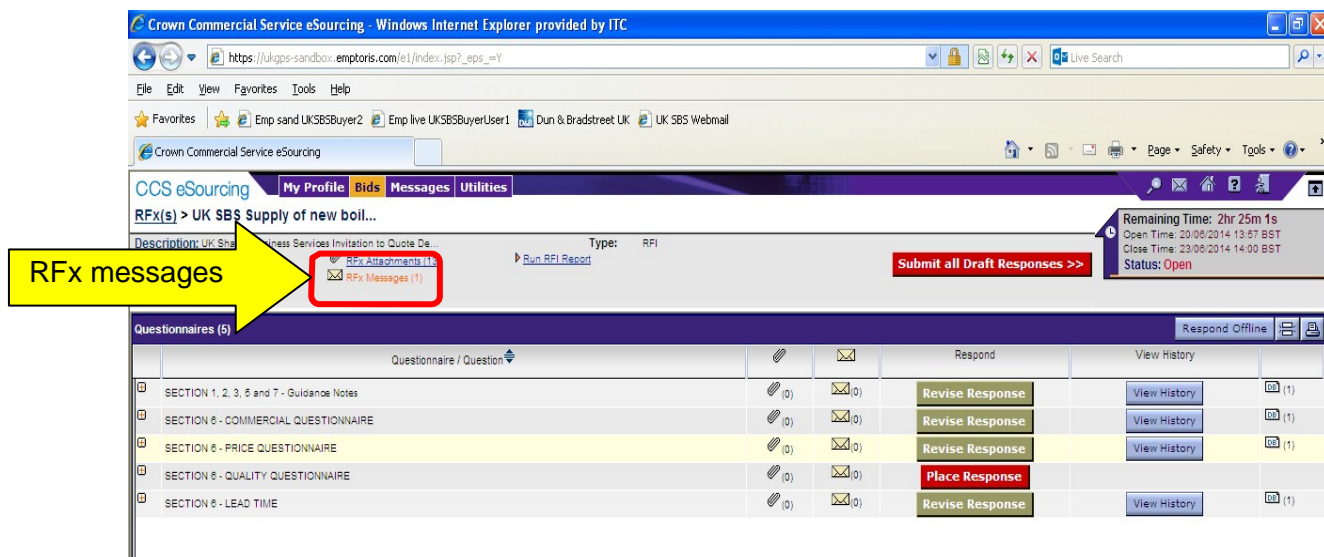 Crown Commercial Service eSourcing - Windows Internet Explorer provided by ITC
https://ukgps-sandbox.emptoris.com/e1/index.jsp?_eps_=Y
Live Search
File Edit View Favorites Tools Help
Favorites Emp sand UKSBSBuyer2 Emp live UKSBSBuyerUser1 D&B Dun & Bradstreet UK UK SBS Webmail
Crown Commercial Service eSourcing
Page Safety Tools
CCS eSourcing My Profile Bids Messages Utilities
RFx(s) > UK SBS Supply of new boil...
Remaining Time: 2hr 25m 1s
Open Time: 20/06/2014 13:57 BST
Close Time: 23/06/2014 14:00 BST
Status: Open
Description: UK Business Services Invitation to Quote De...
Type: RFI
RFx Attachments (13
Run RFI Report
RFx Messages (1)
Submit all Draft Responses >>
RFx messages
Questionnaires (5)
Respond Offline
Questionnaire / Question Respond View History
SECTION 1, 2, 3, 5 and 7 - Guidance Notes (0) (0) Revise Response View History DB (1)
SECTION 6 - COMMERCIAL QUESTIONNAIRE (0) (0) Revise Response View History DB (1)
SECTION 6 - PRICE QUESTIONNAIRE (0) (0) Revise Response View History DB (1)
SECTION 6 - QUALITY QUESTIONNAIRE (0) (0) Place Response
SECTION 6 - LEAD TIME (0) (0) Revise Response View History DB (1)